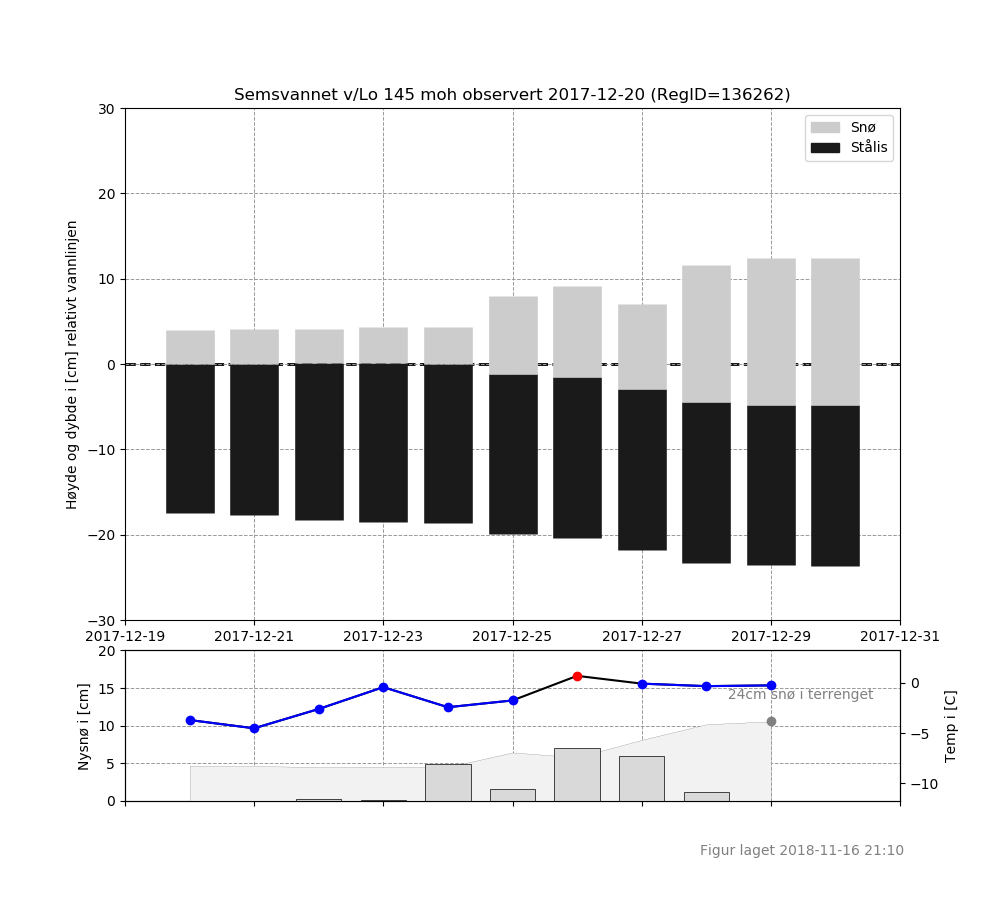 Semsvannet v/Lo 145 moh observert 2017-12-20 (RegID=136262)
Snø
Stålis
Høyde og dybde i [cm] relativt vannlinjen
30
20
10
0
−10
−20
−30
2017-12-19 2017-12-21 2017-12-23 2017-12-25 2017-12-27 2017-12-29 2017-12-31
Nysnø i [cm]
20
15
10
5
0
24cm snø i terrenget
0
−5
−10
Temp i [C]
Figur laget 2018-11-16 21:10